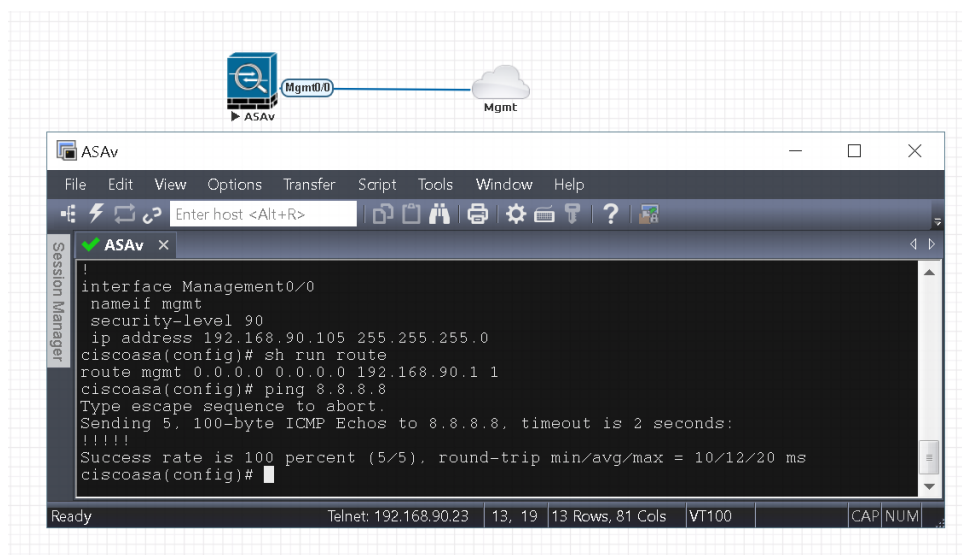 Mgmt0/0
ASAv
Mgmt
ASAv
File Edit View Options Transfer Script Tools Window Help
Enter host <Alt+R>
Session Manager
ASAv
!
interface Management0/0
nameif mgmt
security-level 90
ip address 192.168.90.105 255.255.255.0
ciscoasa(config)# sh run route
route mgmt 0.0.0.0 0.0.0.0 192.168.90.1 1
ciscoasa(config)# ping 8.8.8.8
Type escape sequence to abort.
Sending 5, 100-byte ICMP Echos to 8.8.8.8, timeout is 2 seconds:
!!!!!
Success rate is 100 percent (5/5), round-trip min/avg/max = 10/12/20 ms
ciscoasa(config)#
Ready Telnet: 192.168.90.23 13, 19 13 Rows, 81 Cols VT100 CAP NUM